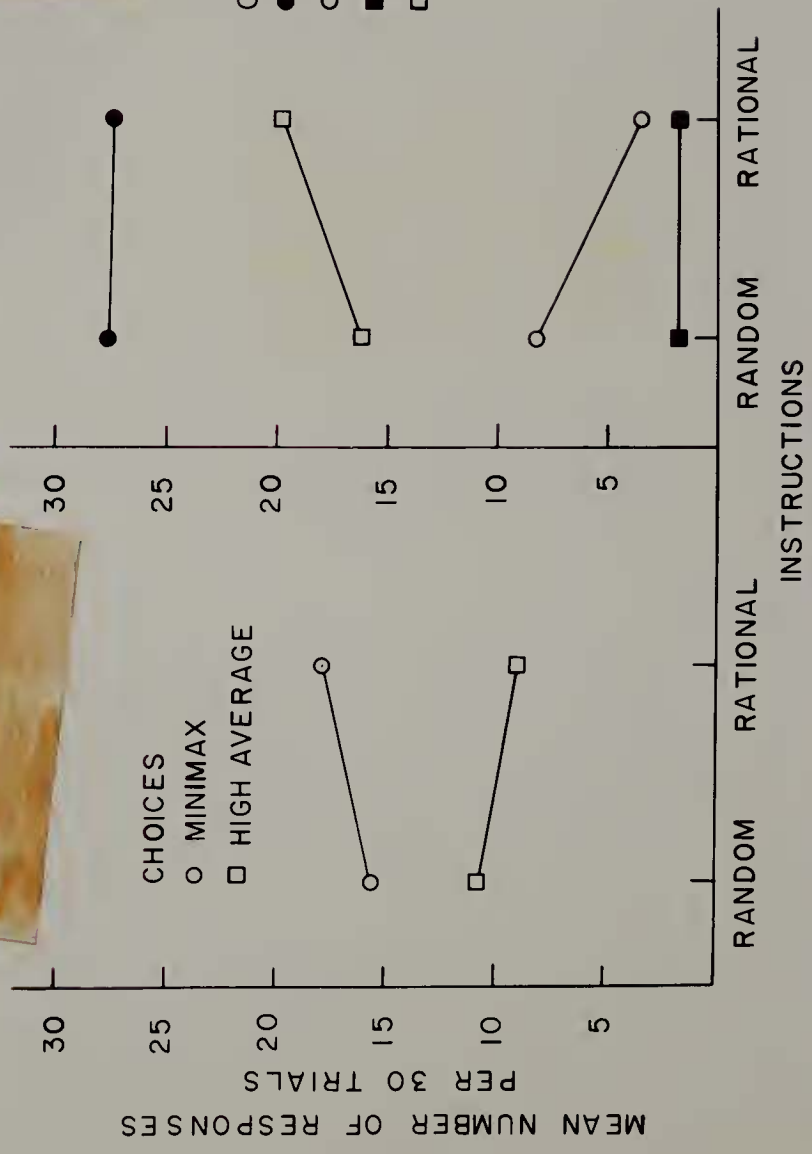 MEAN NUMBER OF RESPONSES
PER 30 TRIALS
30
25
20
15
10
5
CHOICES
○ MINIMAX
□ HIGH AVERAGE
RANDOM
RATIONAL
30
25
20
15
10
5
RANDOM
RATIONAL
INSTRUCTIONS